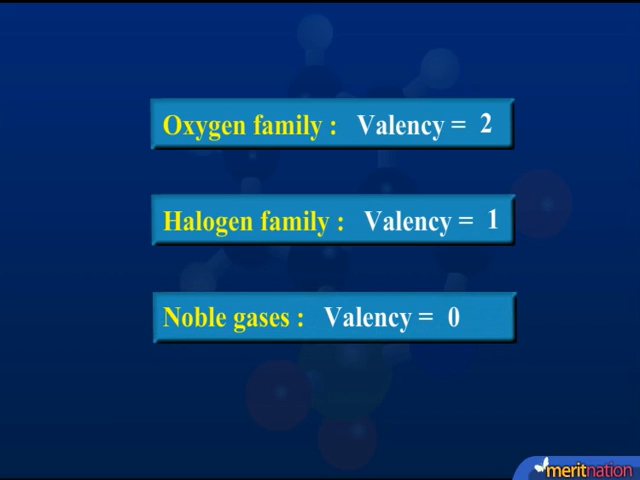 Oxygen family : Valency = 2
Halogen family : Valency = 1
Noble gases : Valency = 0
meritnation